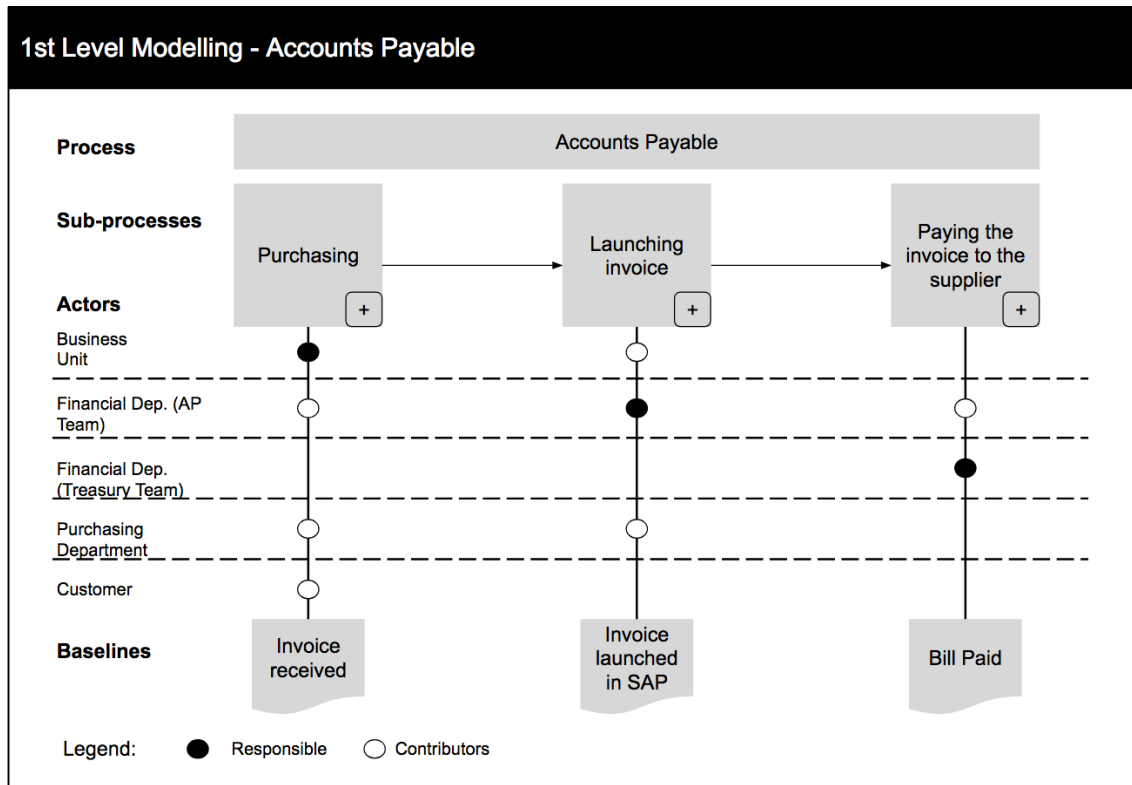 1st Level Modelling - Accounts Payable
Process
Accounts Payable
Sub-processes
Purchasing
+
Launching
invoice
+
Paying the
invoice to the
supplier
+
Actors
Business
Unit
Financial Dep. (AP
Team)
Financial Dep.
(Treasury Team)
Purchasing
Department
Customer
Baselines
Invoice
received
Invoice
launched
in SAP
Bill Paid
Legend:
Responsible
Contributors